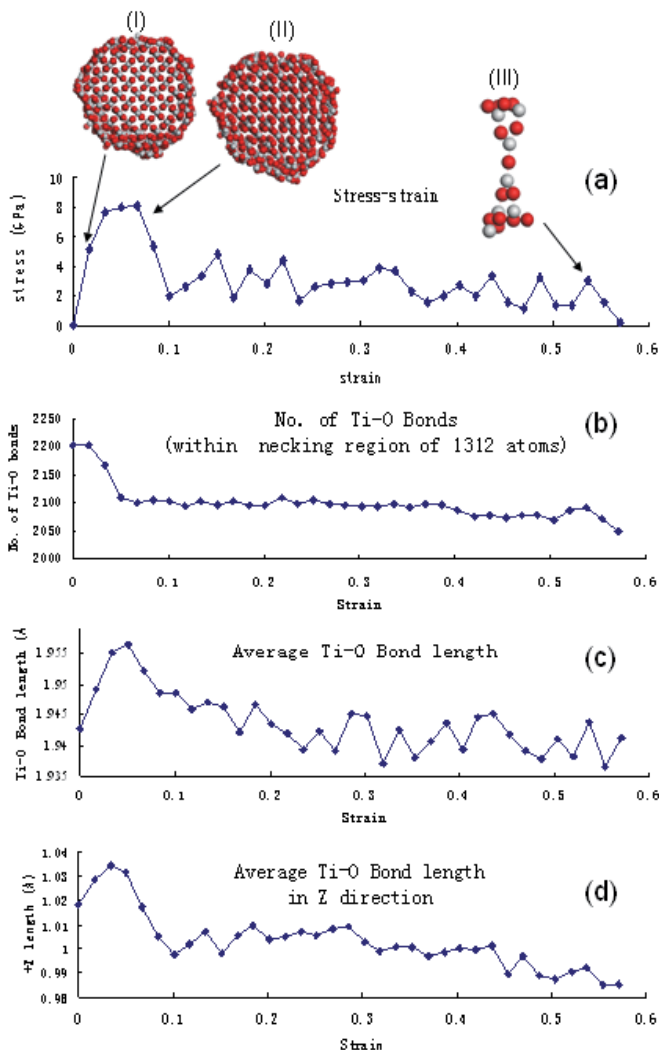 (I)
(II)
(III)
(a)
Stress-strain
stress (GPa)
10
8
6
4
2
0
0 0.1 0.2 0.3 0.4 0.5 0.6
strain
No. of Ti-O Bonds
(within necking region of 1312 atoms)
(b)
No. of Ti-O bonds
2250
2200
2150
2100
2050
2000
0 0.1 0.2 0.3 0.4 0.5 0.6
Strain
Average Ti-O Bond length
(c)
Ti-O Bond length (Å
1.955
1.95
1.945
1.94
1.935
0 0.1 0.2 0.3 0.4 0.5 0.6
Strain
Average Ti-O Bond length
in Z direction
(d)
+Z length (Å)
1.04
1.03
1.02
1.01
1
0.99
0.98
0 0.1 0.2 0.3 0.4 0.5 0.6
Strain